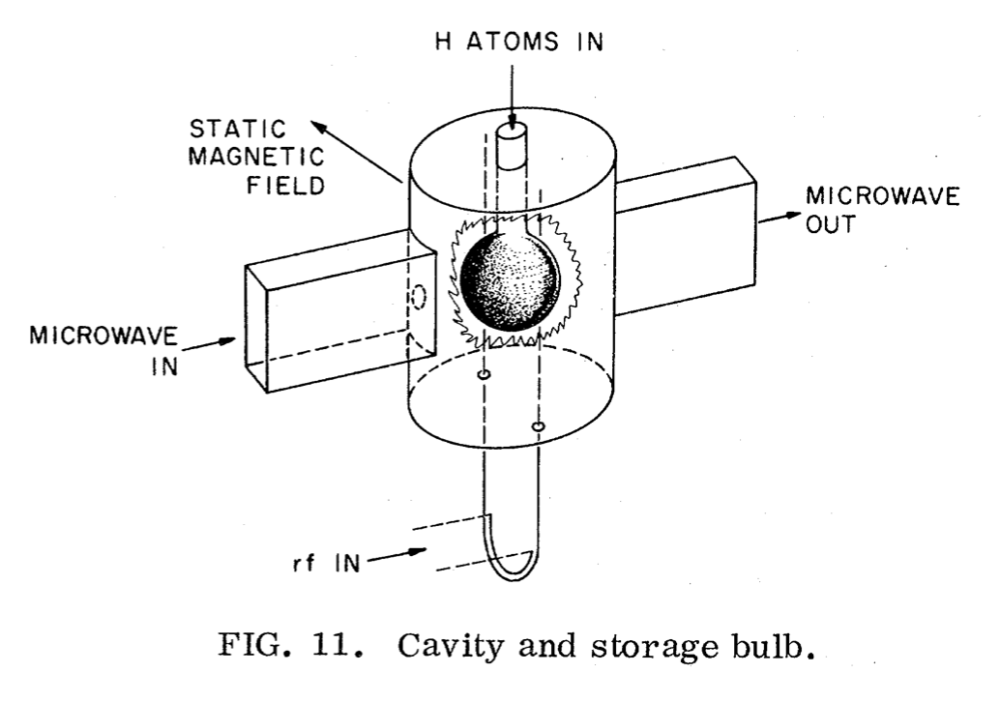 H ATOMS IN
STATIC
MAGNETIC
FIELD
MICROWAVE
OUT
MICROWAVE
IN
rf IN
FIG. 11. Cavity and storage bulb.